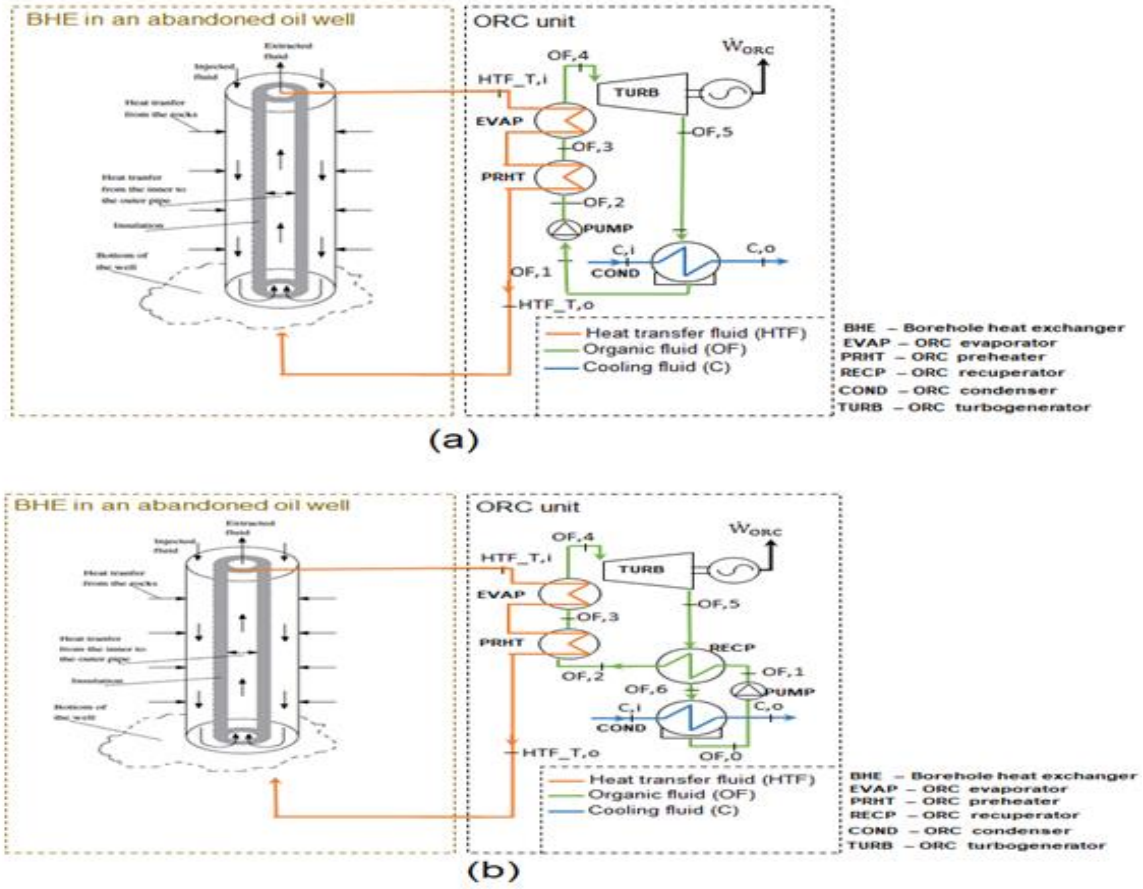 BHE in an abandoned oil well
Extracted
fluid
Injected
fluid
Heat tranfer
from the rocks
Heat tranfer
from the inner to
the outer pipe
Insulation
Bottom of
the well
ORC unit
OF,4
ẆORC
HTF_T,i
TURB
EVAP
OF,5
OF,3
PRHT
OF,2
PUMP
C,i
C,o
COND
OF,1
HTF_T,o
Heat transfer fluid (HTF)
Organic fluid (OF)
Cooling fluid (C)
BHE – Borehole heat exchanger
EVAP – ORC evaporator
PRHT – ORC preheater
RECP – ORC recuperator
COND – ORC condenser
TURB – ORC turbogenerator
(a)
BHE in an abandoned oil well
Extracted
fluid
Injected
fluid
Heat tranfer
from the rocks
Heat tranfer
from the inner to
the outer pipe
Insulation
Bottom of
the well
ORC unit
OF,4
ẆORC
HTF_T,i
TURB
EVAP
OF,5
OF,3
PRHT
RECP
OF,2
OF,1
OF,6
PUMP
C,i
C,o
COND
OF,0
HTF_T,o
Heat transfer fluid (HTF)
Organic fluid (OF)
Cooling fluid (C)
BHE – Borehole heat exchanger
EVAP – ORC evaporator
PRHT – ORC preheater
RECP – ORC recuperator
COND – ORC condenser
TURB – ORC turbogenerator
(b)